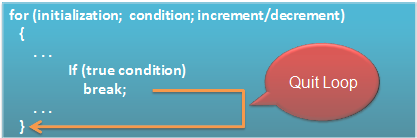 for (initialization; condition; increment/decrement)
{
. . .
If (true condition)
break;
Quit Loop
. . .
}